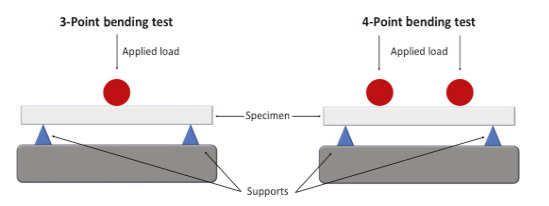 3-Point bending test
4-Point bending test
Applied load
Applied load
Specimen
Supports